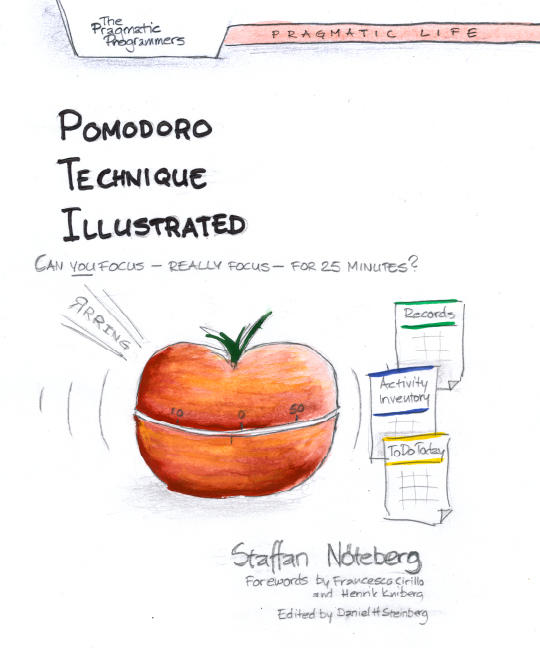 The
Pragmatic
Programmers
PRAGMATIC LIFE
POMODORO
TECHNIQUE
ILLUSTRATED
CAN YOU FOCUS – REALLY FOCUS – FOR 25 MINUTES?
RRRING
Records
Activity
Inventory
ToDo Today
10 0 50
Staffan Nöteberg
Forewords by Francesco Cirillo
and Henrik Kniberg
Edited by Daniel H Steinberg